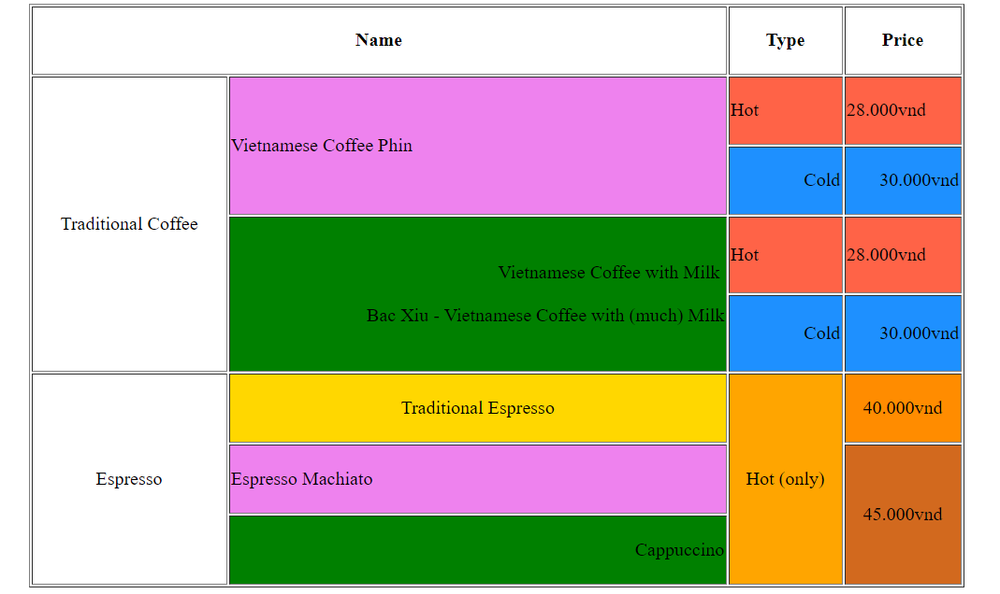 Name Type Price
Traditional Coffee
Vietnamese Coffee Phin
Hot 28.000vnd
Cold 30.000vnd
Vietnamese Coffee with Milk
Bac Xiu - Vietnamese Coffee with (much) Milk
Hot 28.000vnd
Cold 30.000vnd
Espresso
Traditional Espresso
Hot (only)
40.000vnd
Espresso Machiato
45.000vnd
Cappuccino